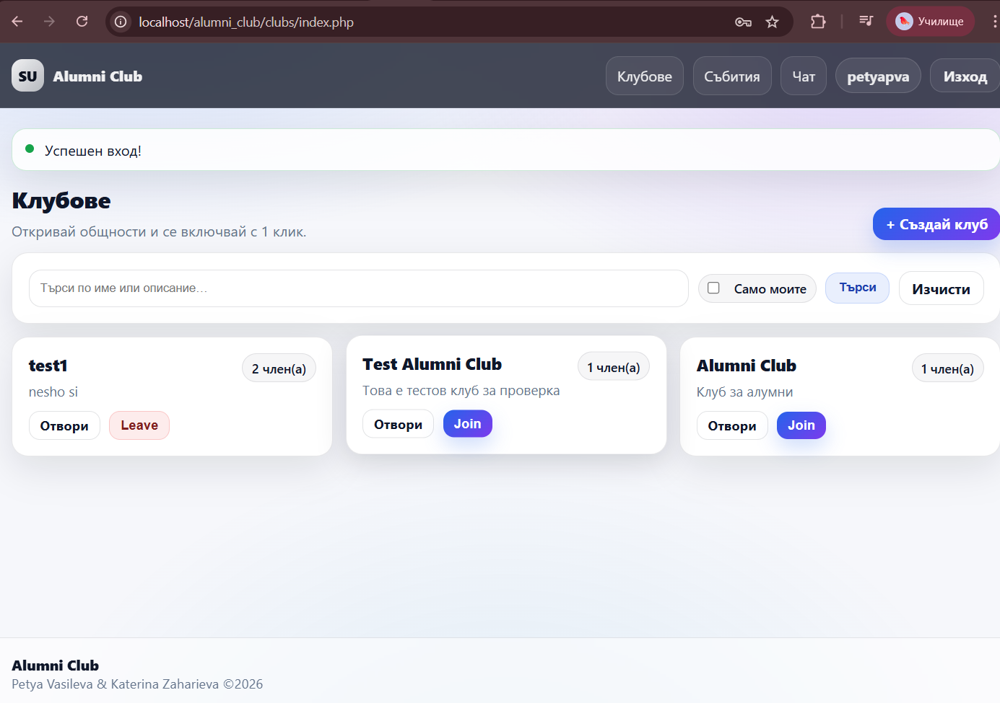 localhost/alumni_club/clubs/index.php
Училище
SU
Alumni Club
Клубове
Събития
Чат
petyapva
Изход
Успешен вход!
Клубове
Откривай общности и се включвай с 1 клик.
+ Създай клуб
Търси по име или описание…
Само моите
Търси
Изчисти
test1
2 член(а)
nesho si
Отвори
Leave
Test Alumni Club
1 член(а)
Това е тестов клуб за проверка
Отвори
Join
Alumni Club
1 член(а)
Клуб за алумни
Отвори
Join
Alumni Club
Petya Vasileva & Katerina Zaharieva ©2026